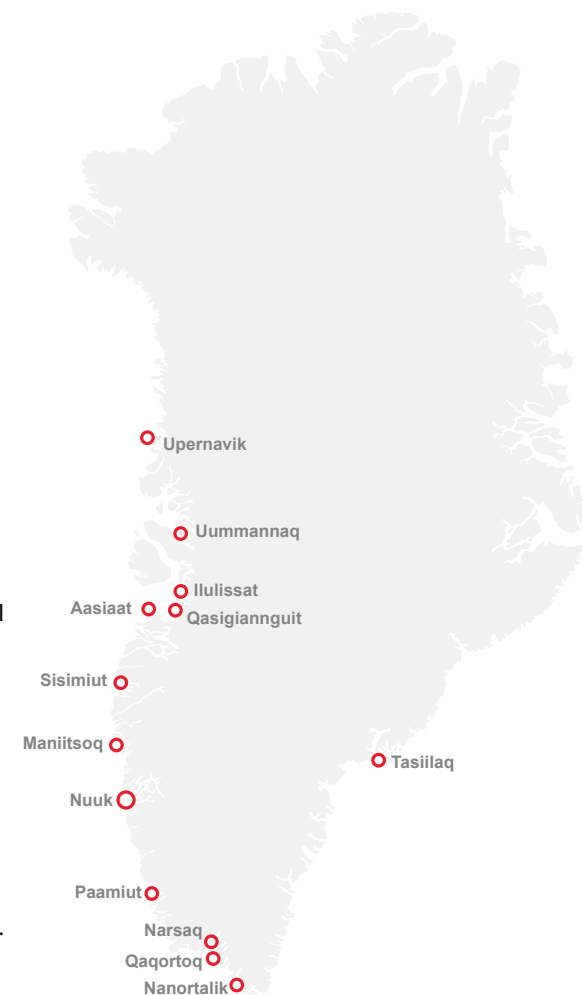 Upernavik
Uummannaq
Ilulissat
Aasiaat
Qasigiannguit
Sisimiut
Maniitsoq
Tasiilaq
Nuuk
Paamiut
Narsaq
Qaqortoq
Nanortalik